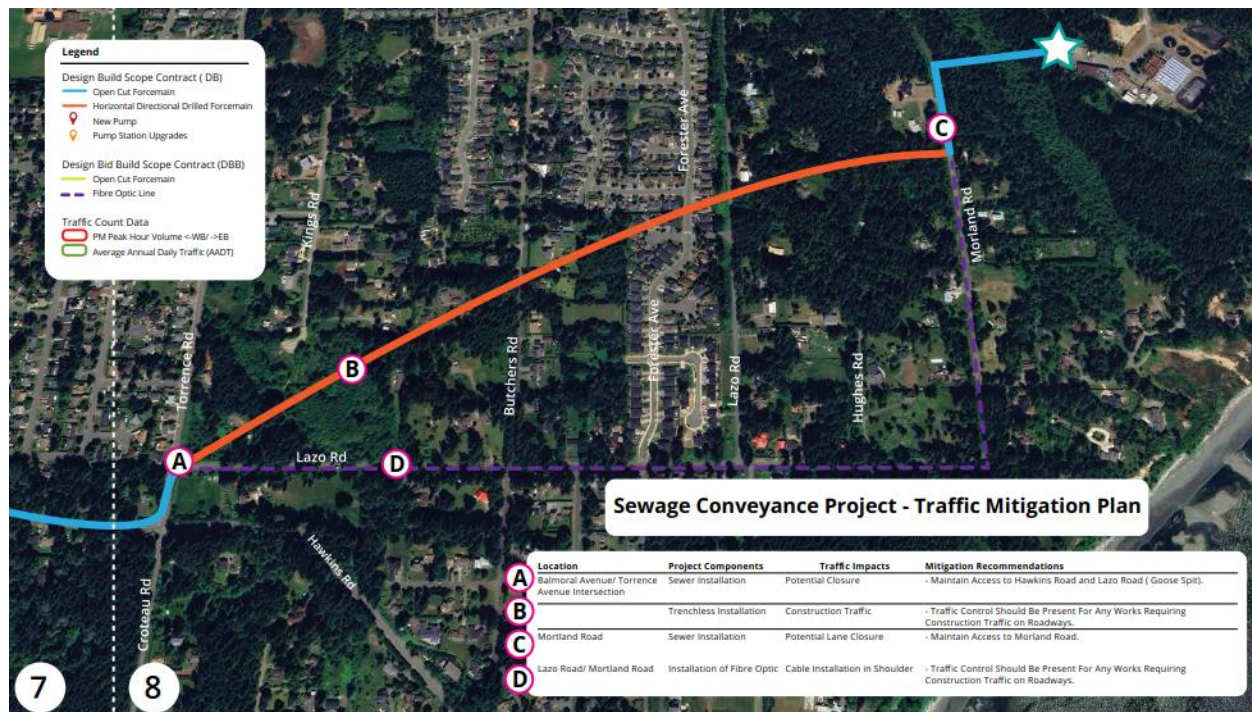 Legend
Design Build Scope Contract ( DB)
Open Cut Forcemain
Horizontal Directional Drilled Forcemain
New Pump
Pump Station Upgrades
Design Bid Build Scope Contract (DBB)
Open Cut Forcemain
Fibre Optic Line
Traffic Count Data
PM Peak Hour Volume <-WB/ ->EB
Average Annual Daily Traffic (AADT)
Kings Rd
Torrence Rd
Forester Ave
Forester Ave
Butchers Rd
Lazo Rd
Hughes Rd
Morland Rd
Lazo Rd
Hawkins Rd
Croteau Rd
A
B
C
D
7
8
Sewage Conveyance Project - Traffic Mitigation Plan
Location Project Components Traffic Impacts Mitigation Recommendations
A Balmoral Avenue/ Torrence Sewer Installation Potential Closure - Maintain Access to Hawkins Road and Lazo Road ( Goose Spit).
Avenue Intersection
B Trenchless Installation Construction Traffic - Traffic Control Should Be Present For Any Works Requiring
Construction Traffic on Roadways.
C Mortland Road Sewer Installation Potential Lane Closure - Maintain Access to Morland Road.
D Lazo Road/ Mortland Road Installation of Fibre Optic Cable Installation in Shoulder - Traffic Control Should Be Present For Any Works Requiring
Construction Traffic on Roadways.